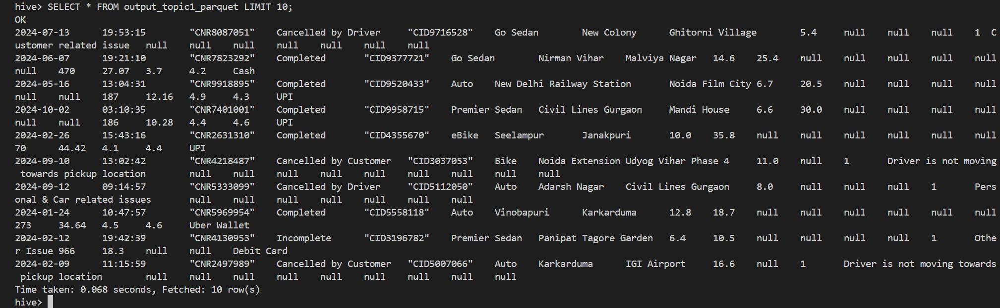 hive> SELECT * FROM output_topic1_parquet LIMIT 10;
OK
2024-07-13      19:53:15        "CNR8087051"    Cancelled by Driver     "CID9716528"    Go Sedan        New Colony      Ghitorni Village        5.4     null    null    null    1  C
ustomer related issue   null    null    null    null    null    null    null
2024-06-07      19:21:10        "CNR7823292"    Completed       "CID9377721"    Go Sedan        Nirman Vihar    Malviya Nagar   14.6    25.4    null    null    null    null    null
null    470     27.07   3.7     4.2     Cash
2024-05-16      13:04:31        "CNR9918895"    Completed       "CID9520433"    Auto    New Delhi Railway Station       Noida Film City 6.7     20.5    null    null    null    null
null    null    187     12.16   4.9     4.3     UPI
2024-10-02      03:10:35        "CNR7401001"    Completed       "CID9958715"    Premier Sedan   Civil Lines Gurgaon     Mandi House     6.6     30.0    null    null    null    null
null    null    186     10.28   4.4     4.6     UPI
2024-02-26      15:43:16        "CNR2631310"    Completed       "CID4355670"    eBike   Seelampur       Janakpuri       10.0    35.8    null    null    null    null    null    null
70      44.42   4.1     4.4     UPI
2024-09-10      13:02:42        "CNR4218487"    Cancelled by Customer   "CID3037053"    Bike    Noida Extension Udyog Vihar Phase 4     11.0    null    1       Driver is not moving
 towards pickup location        null    null    null    null    null    null    null    null    null
2024-09-12      09:14:57        "CNR5333099"    Cancelled by Driver     "CID5112050"    Auto    Adarsh Nagar    Civil Lines Gurgaon     8.0     null    null    null    1       Pers
onal & Car related issues       null    null    null    null    null    null    null
2024-01-24      10:47:57        "CNR5969954"    Completed       "CID5558118"    Auto    Vinobapuri      Karkarduma      12.8    18.7    null    null    null    null    null    null
273     34.64   4.5     4.6     Uber Wallet
2024-02-12      19:42:39        "CNR4130953"    Incomplete      "CID3196782"    Premier Sedan   Panipat Tagore Garden   6.4     10.5    null    null    null    null    1       Othe
r Issue 966     18.3    null    null    Debit Card
2024-02-09      11:15:59        "CNR2497989"    Cancelled by Customer   "CID5007066"    Auto    Karkarduma      IGI Airport     16.6    null    1       Driver is not moving towards
 pickup location        null    null    null    null    null    null    null    null    null
Time taken: 0.068 seconds, Fetched: 10 row(s)
hive>